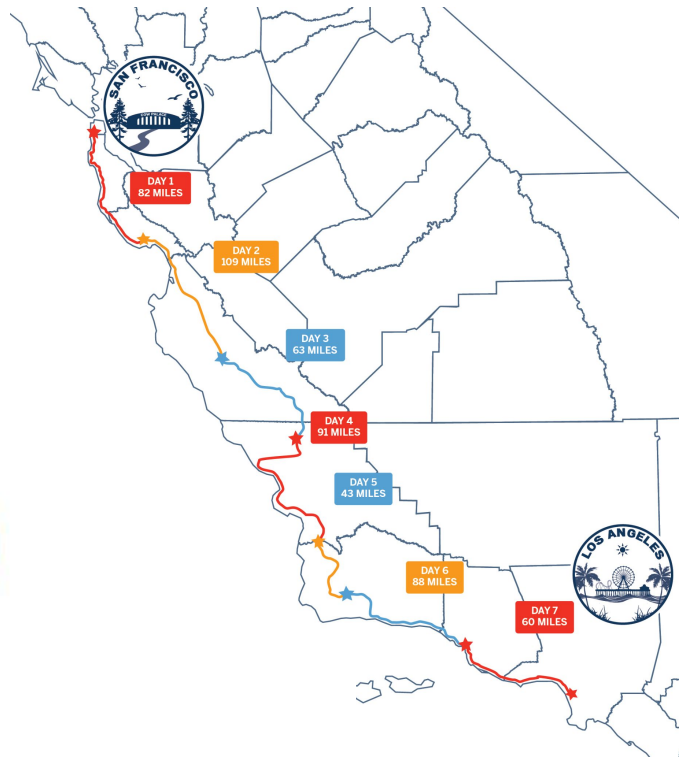 SAN FRANCISCO
DAY 1
82 MILES
DAY 2
109 MILES
DAY 3
63 MILES
DAY 4
91 MILES
DAY 5
43 MILES
DAY 6
88 MILES
LOS ANGELES
DAY 7
60 MILES